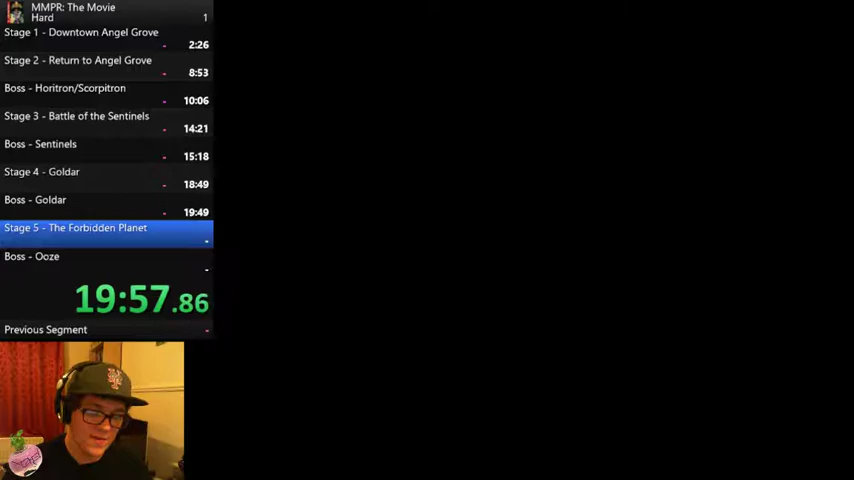 MMPR: The Movie
Hard 1
Stage 1 - Downtown Angel Grove
- 2:26
Stage 2 - Return to Angel Grove
- 8:53
Boss - Horitron/Scorpitron
- 10:06
Stage 3 - Battle of the Sentinels
- 14:21
Boss - Sentinels
- 15:18
Stage 4 - Goldar
- 18:49
Boss - Goldar
- 19:49
Stage 5 - The Forbidden Planet
-
Boss - Ooze
-
19:57.86
Previous Segment -